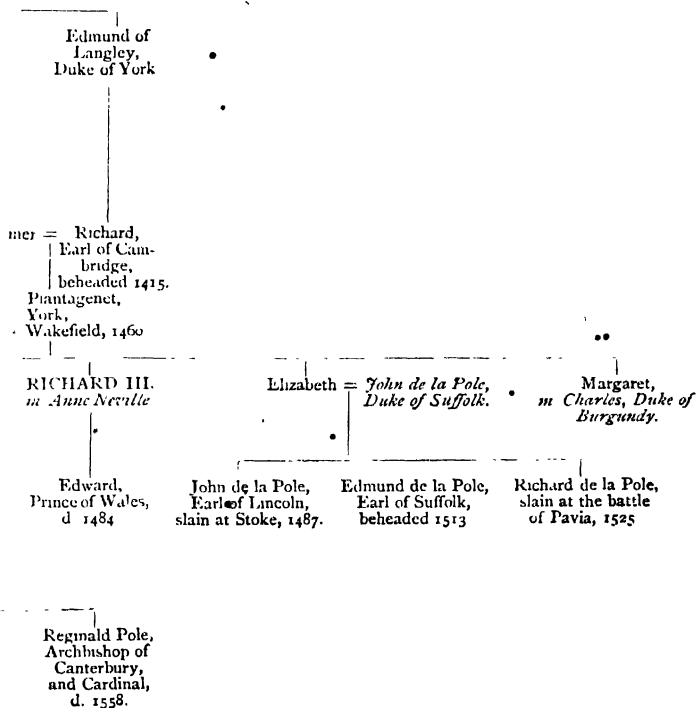 Edmund of
Langley,
Duke of York
mer = Richard,
Earl of Cam-
bridge,
beheaded 1415.
Plantagenet,
York,
Wakefield, 1460
RICHARD III.
m Anne Neville
Elizabeth = John de la Pole,
Duke of Suffolk.
Margaret,
m Charles, Duke of
Burgundy.
Edward,
Prince of Wales,
d 1484
John de la Pole,
Earl of Lincoln,
slain at Stoke, 1487.
Edmund de la Pole,
Earl of Suffolk,
beheaded 1513
Richard de la Pole,
slain at the battle
of Pavia, 1525
Reginald Pole,
Archbishop of
Canterbury,
and Cardinal,
d. 1558.